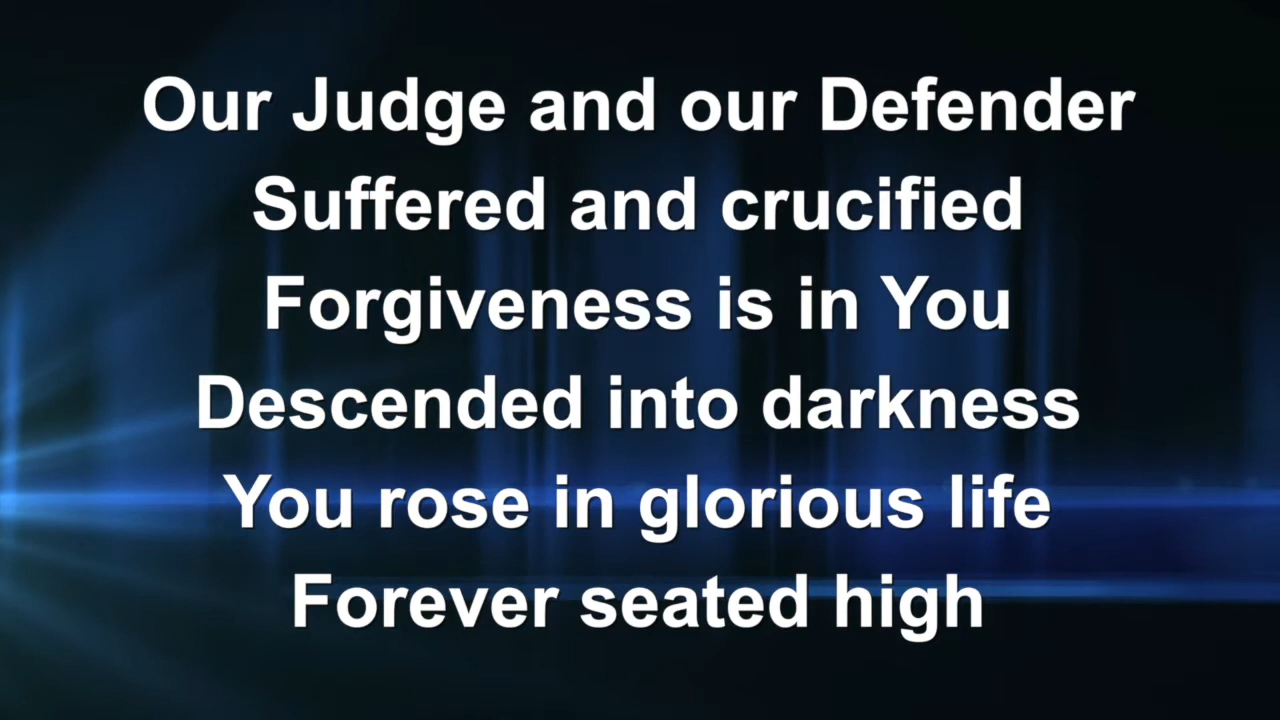 Our Judge and our Defender
Suffered and crucified
Forgiveness is in You
Descended into darkness
You rose in glorious life
Forever seated high